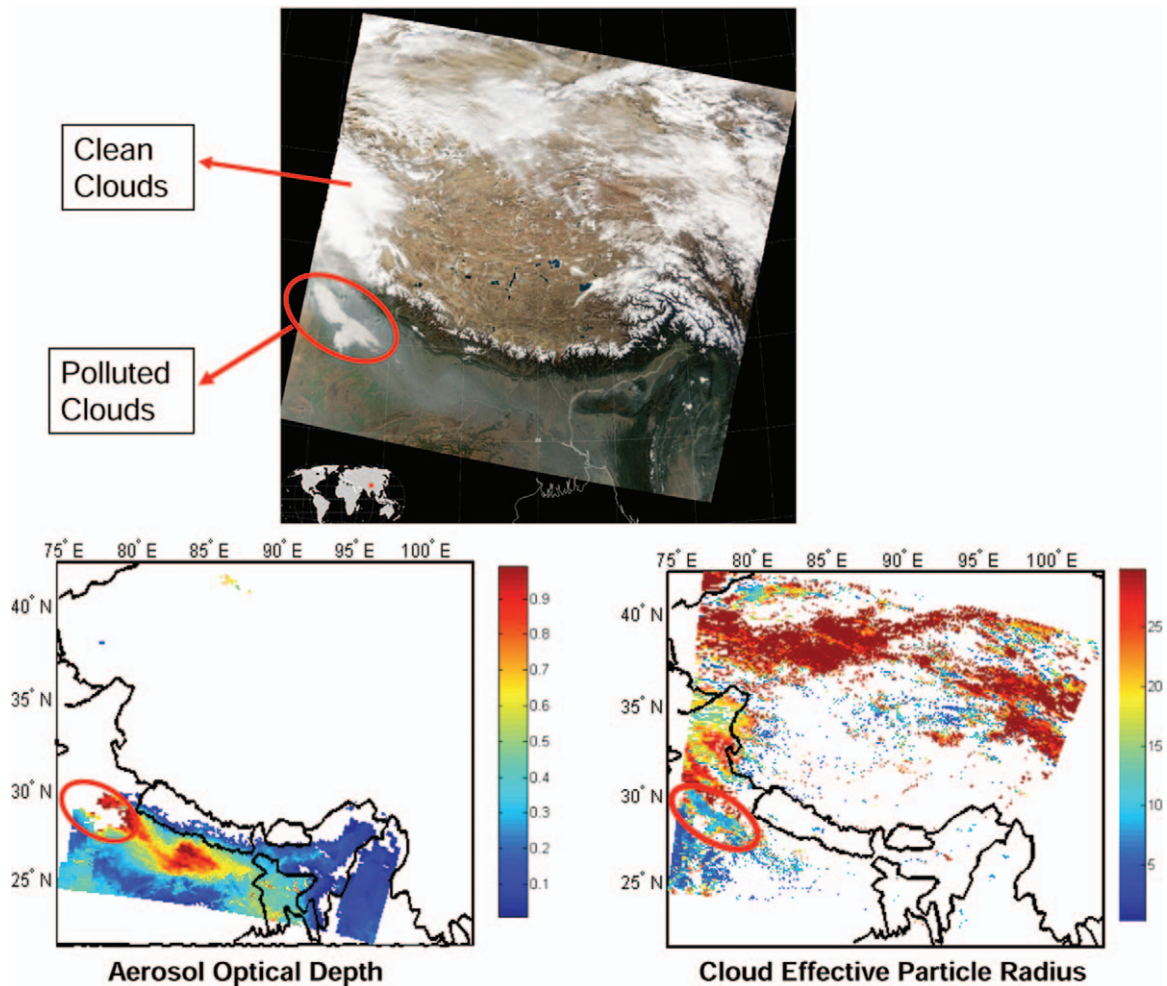 Clean
Clouds
Polluted
Clouds
75° E 80° E 85° E 90° E 95° E 100° E
40° N
35° N
30° N
25° N
0.9
0.8
0.7
0.6
0.5
0.4
0.3
0.2
0.1
Aerosol Optical Depth
75° E 80° E 85° E 90° E 95° E 100° E
40° N
35° N
30° N
25° N
25
20
15
10
5
Cloud Effective Particle Radius